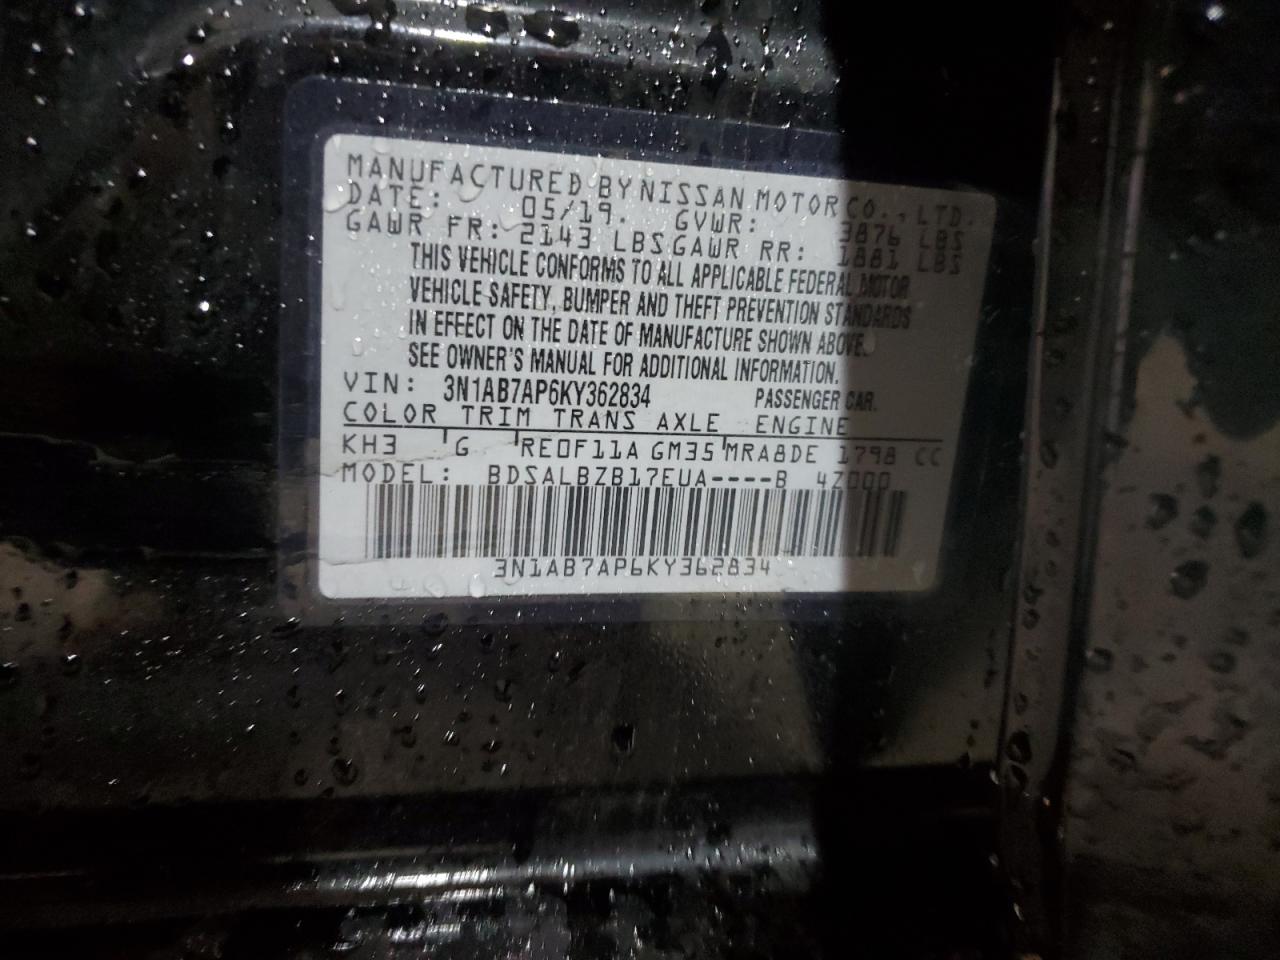 MANUFACTURED BY NISSAN MOTOR CO., LTD.
DATE: 05/19. GVWR: 3876 LBS
GAWR FR: 2143 LBS GAWR RR: 1881 LBS
THIS VEHICLE CONFORMS TO ALL APPLICABLE FEDERAL MOTOR
VEHICLE SAFETY, BUMPER AND THEFT PREVENTION STANDARDS
IN EFFECT ON THE DATE OF MANUFACTURE SHOWN ABOVE.
SEE OWNER'S MANUAL FOR ADDITIONAL INFORMATION.
VIN: 3N1AB7AP6KY362834 PASSENGER CAR.
COLOR TRIM TRANS AXLE ENGINE
KH3 G RE0F11A GM35 MRA8DE 1798 CC
MODEL: BDSALBZB17EUA----B 4Z000
3N1AB7AP6KY362834